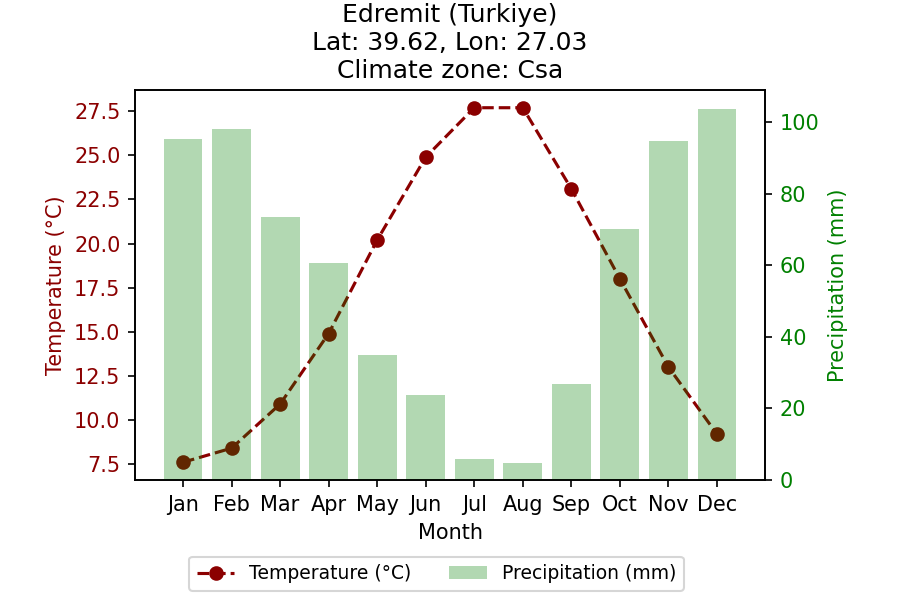 Edremit (Turkiye)
Lat: 39.62, Lon: 27.03
Climate zone: Csa
27.5
25.0
22.5
20.0
17.5
15.0
12.5
10.0
7.5
Temperature (°C)
100
80
60
40
20
0
Precipitation (mm)
Jan Feb Mar Apr May Jun Jul Aug Sep Oct Nov Dec
Month
Temperature (°C) Precipitation (mm)